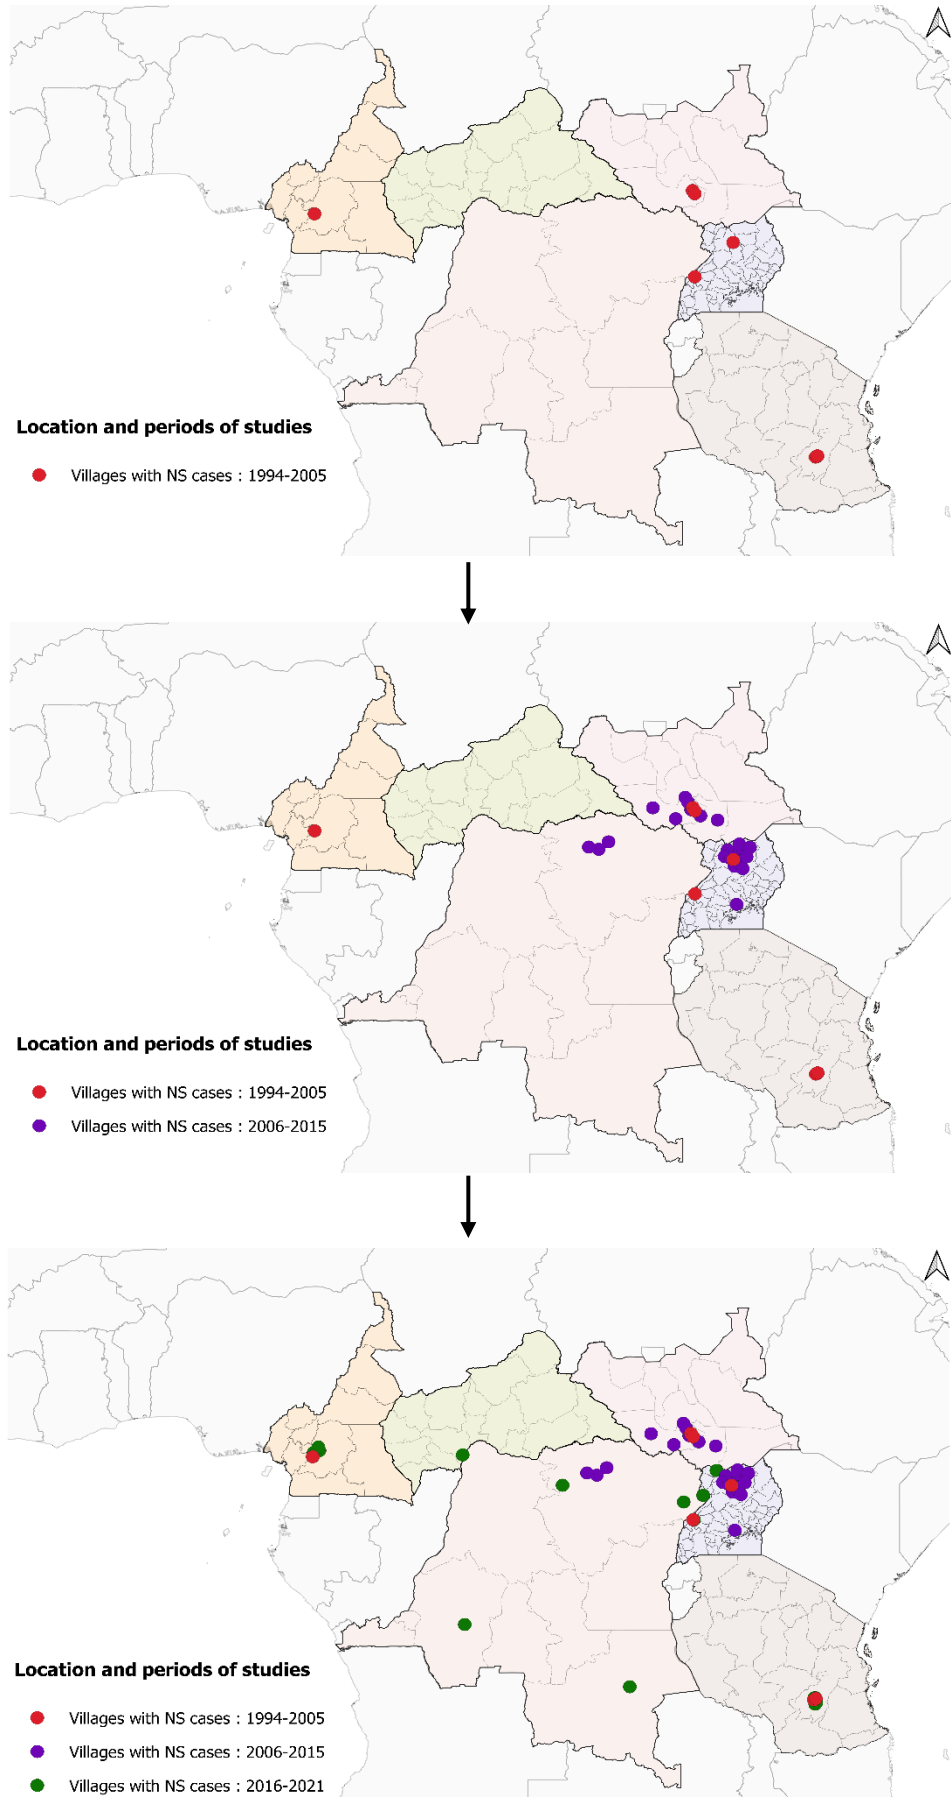 Location and periods of studies
Villages with NS cases : 1994-2005
Location and periods of studies
Villages with NS cases : 1994-2005
Villages with NS cases : 2006-2015
Location and periods of studies
Villages with NS cases : 1994-2005
Villages with NS cases : 2006-2015
Villages with NS cases : 2016-2021